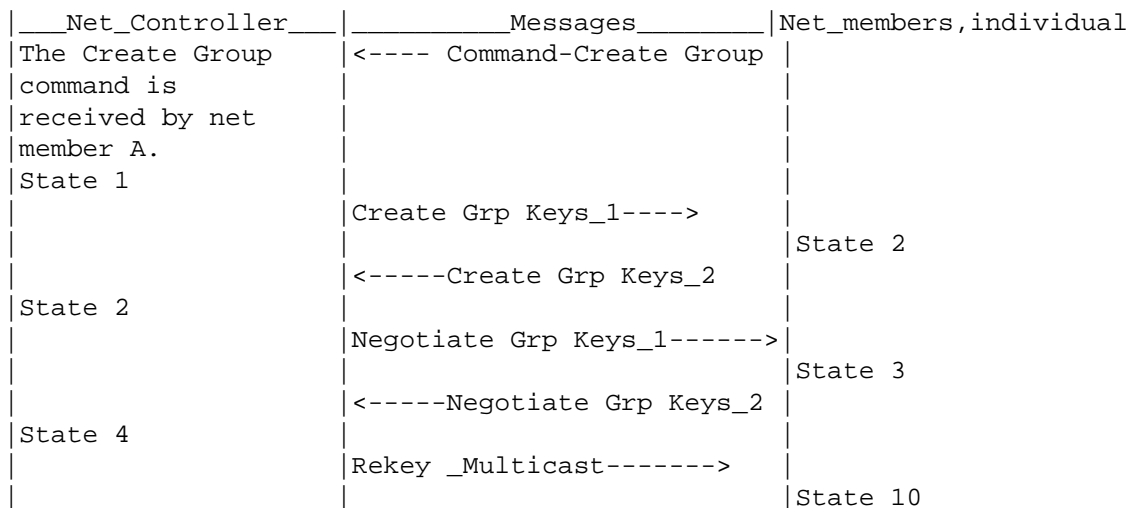 |___Net_Controller___|__________Messages________|Net_members,individual
|The Create Group    |<---- Command-Create Group |
|command is          |                           |
|received by net     |                           |
|member A.           |                           |
|State 1             |                           |
|                    |Create Grp Keys_1---->     |
|                    |                           |State 2
|                    |<-----Create Grp Keys_2    |
|State 2             |                           |
|                    |Negotiate Grp Keys_1------>|
|                    |                           |State 3
|                    |<-----Negotiate Grp Keys_2 |
|State 4             |                           |
|                    |Rekey _Multicast------->   |
|                    |                           |State 10